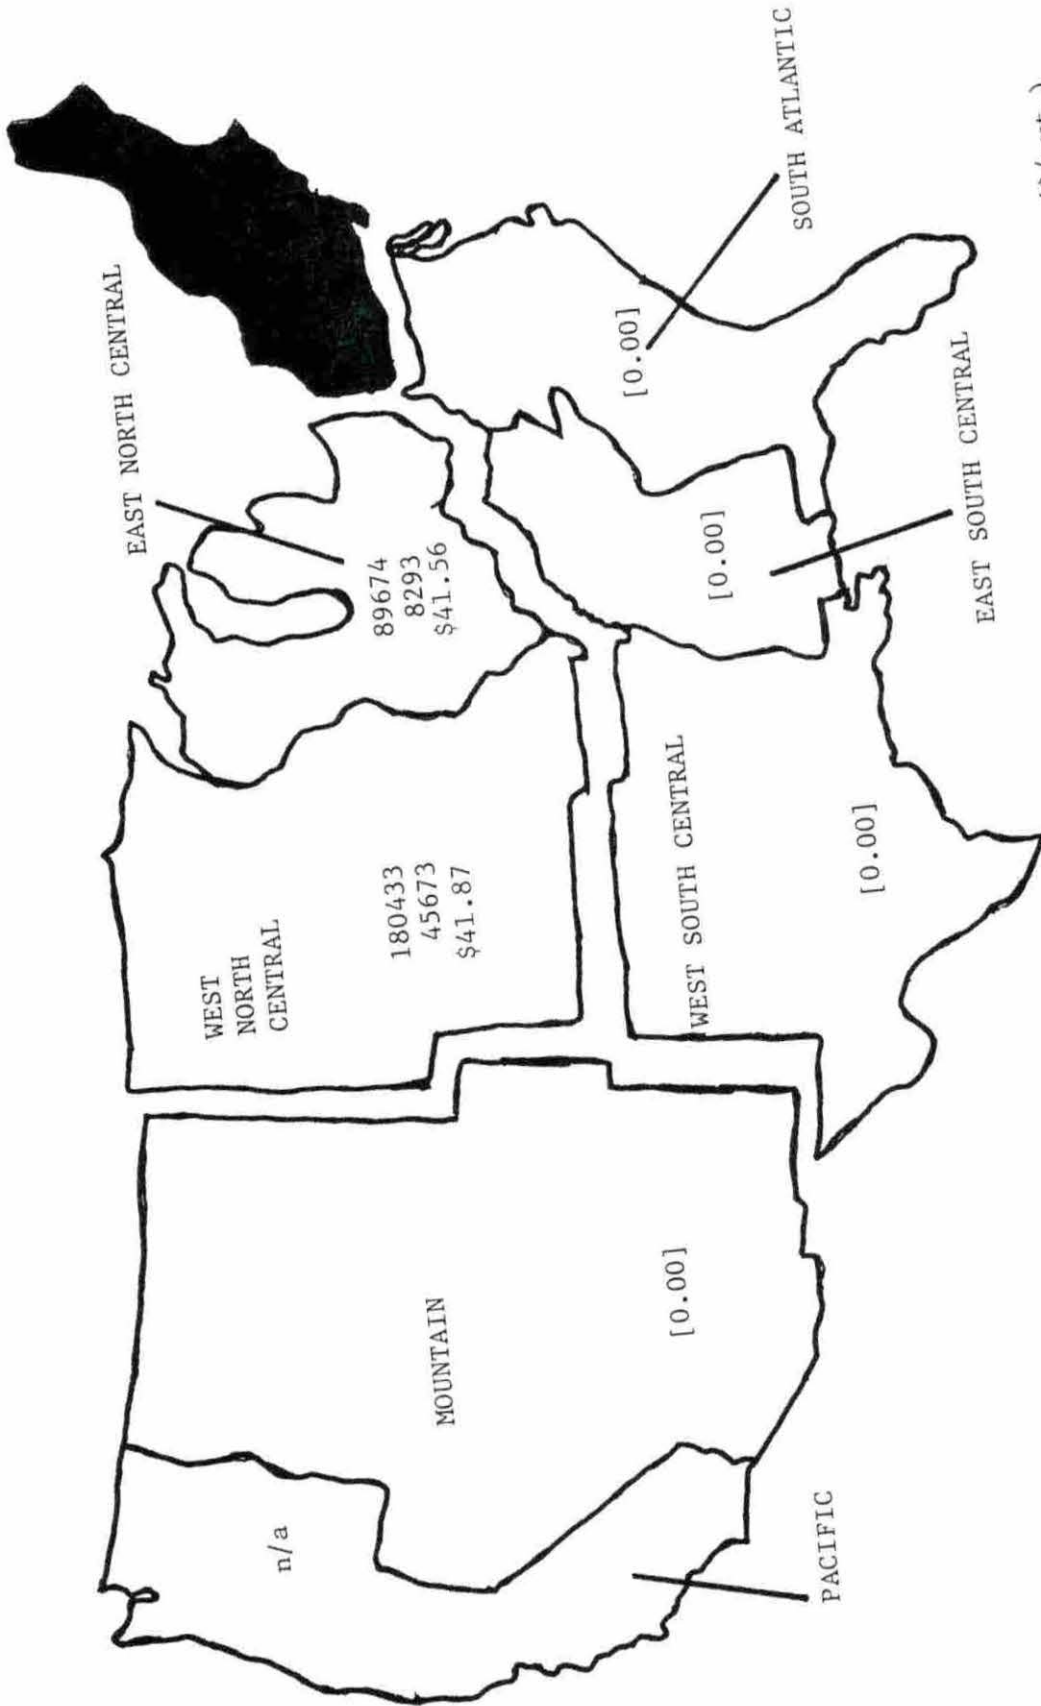 EAST NORTH CENTRAL
89674
8293
$41.56
WEST
NORTH
CENTRAL
180433
45673
$41.87
SOUTH ATLANTIC
[0.00]
[0.00]
EAST SOUTH CENTRAL
WEST SOUTH CENTRAL
[0.00]
MOUNTAIN
[0.00]
n/a
PACIFIC